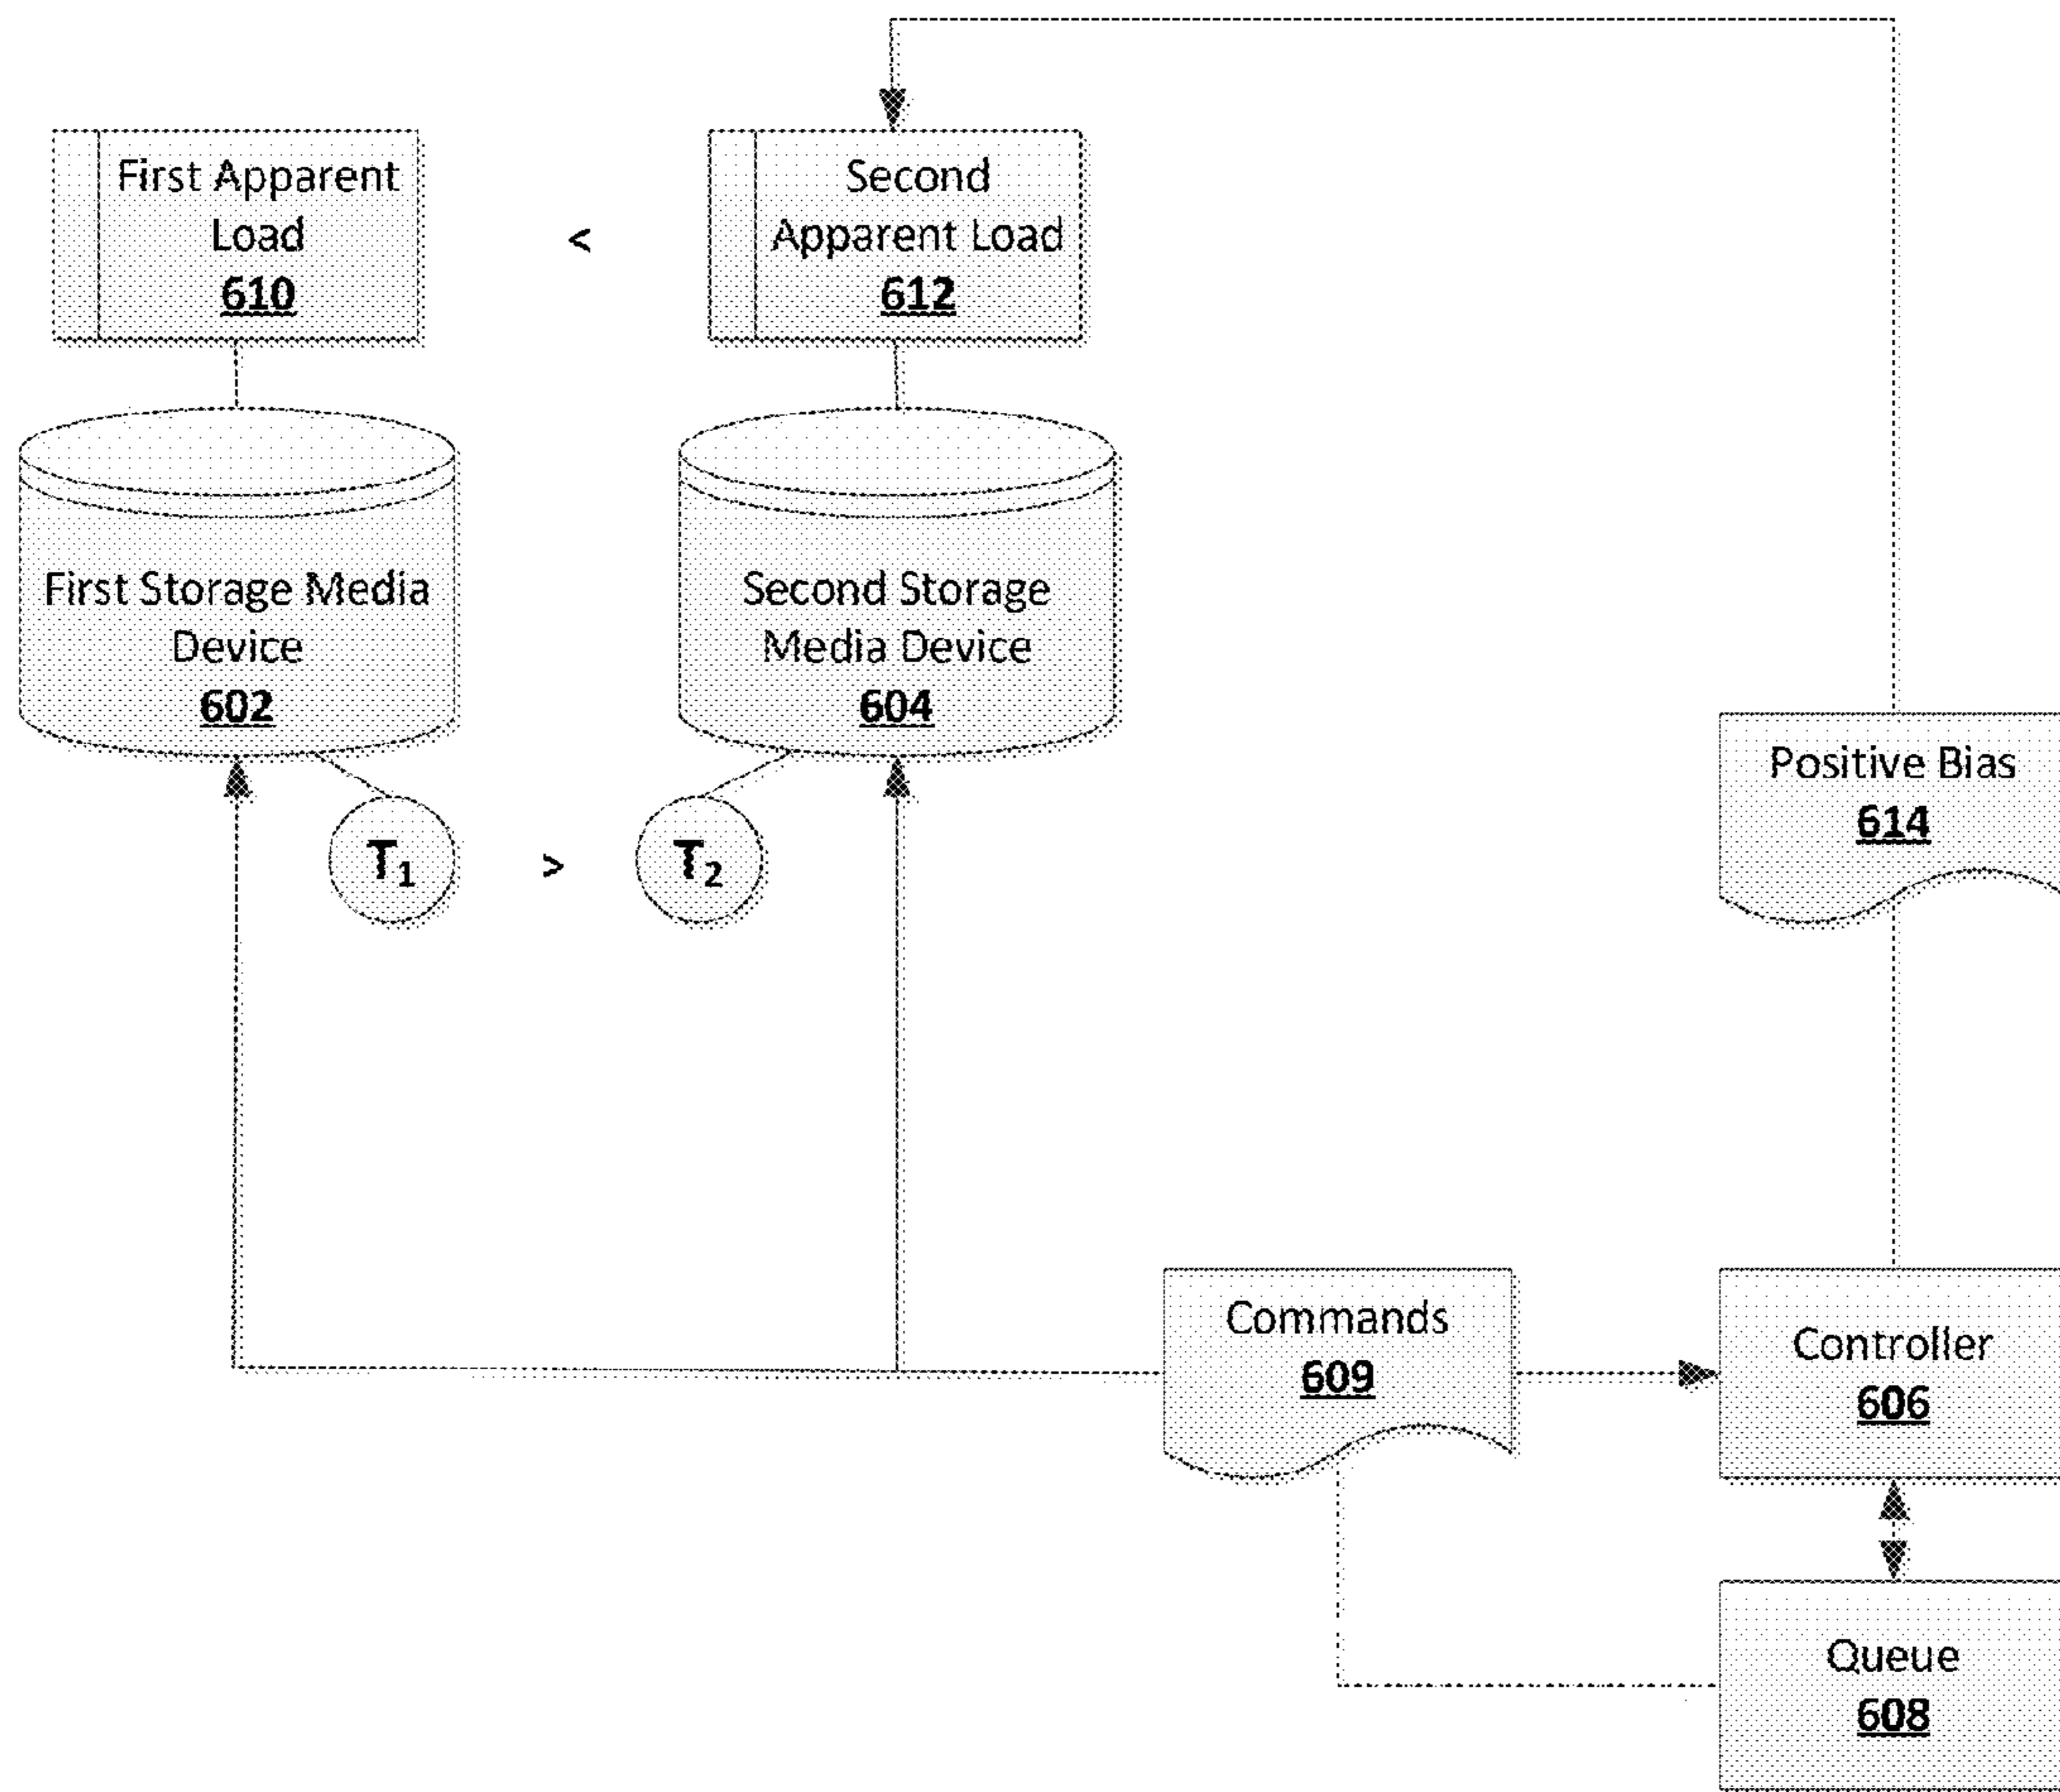 First Apparent
Load
610
<
Second
Apparent Load
612
First Storage Media
Device
602
Second Storage
Media Device
604
T₁
>
T₂
Positive Bias
614
Commands
609
Controller
606
Queue
608